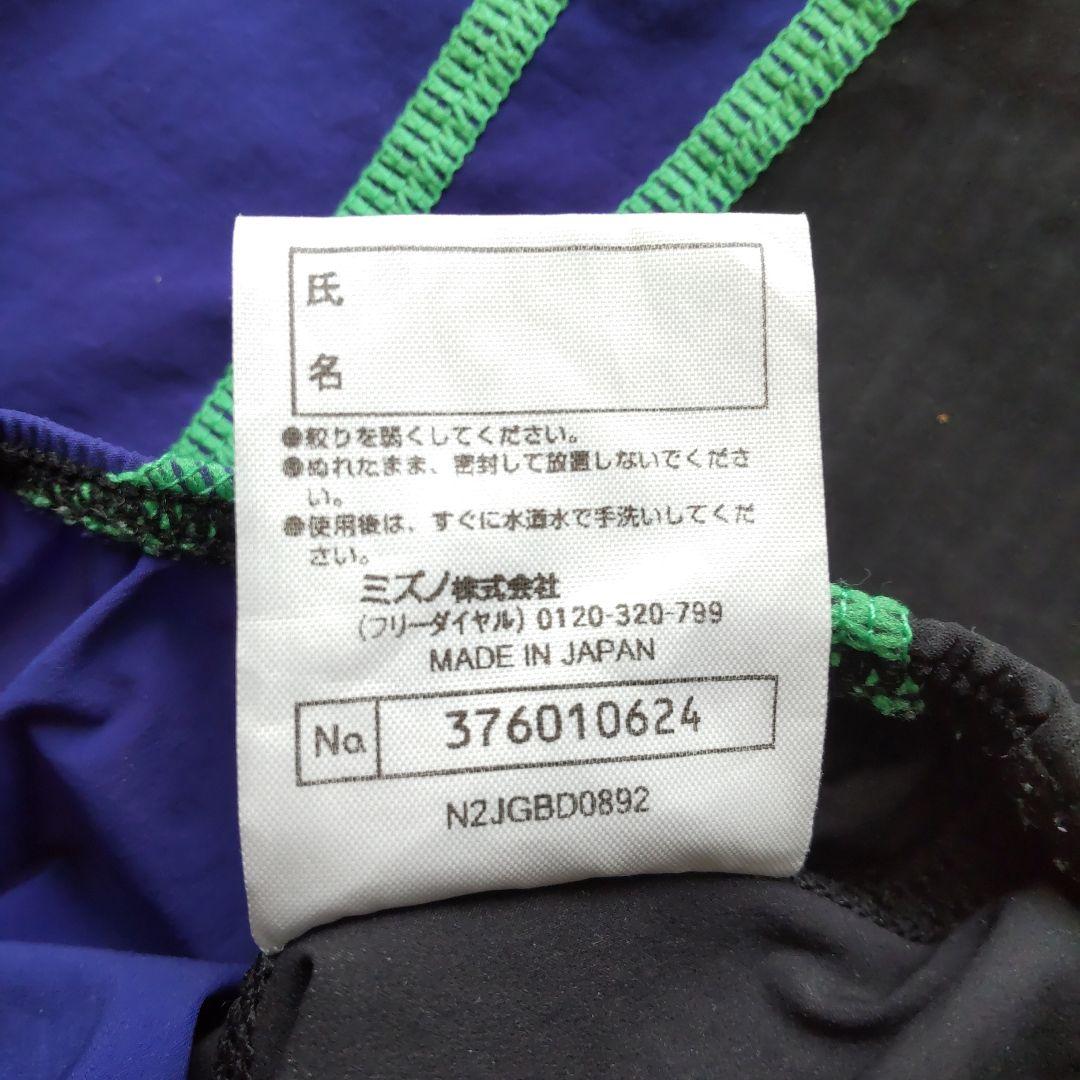 氏
名
●絞りを弱くしてください。
●ぬれたまま、密封して放置しないでくださ
い。
●使用後は、すぐに水道水で手洗いしてくだ
さい。
ミズノ株式会社
(フリーダイヤル) 0120-320-799
MADE IN JAPAN
No 376010624
N2JGBD0892